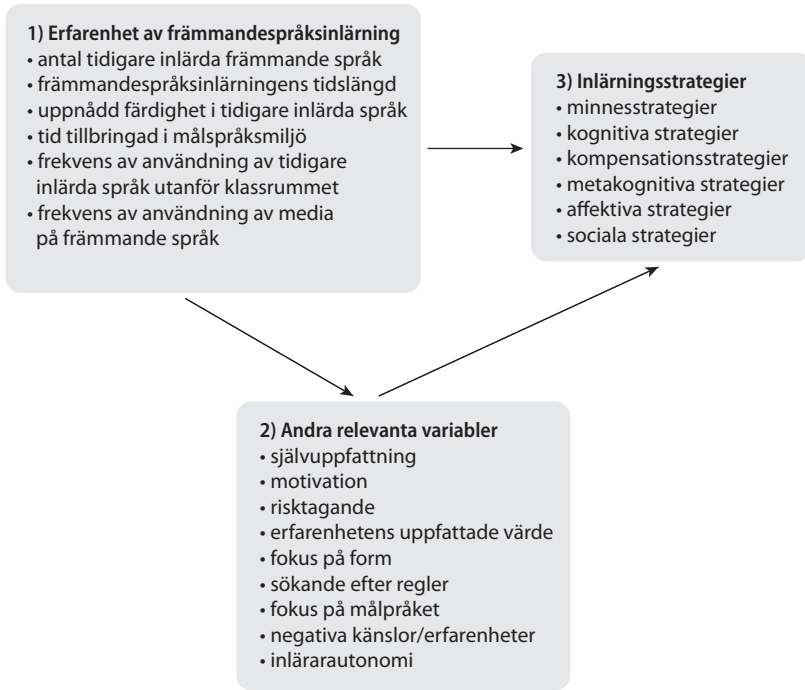 1) Erfarenhet av främmandespråksinlärning
• antal tidigare inlärda främmande språk
• främmandespråksinlärningens tidslängd
• uppnådd färdighet i tidigare inlärda språk
• tid tillbringad i målspråksmiljö
• frekvens av användning av tidigare
inlärda språk utanför klassrummet
• frekvens av användning av media
på främmande språk
3) Inlärningsstrategier
• minnesstrategier
• kognitiva strategier
• kompensationsstrategier
• metakognitiva strategier
• affektiva strategier
• sociala strategier
2) Andra relevanta variabler
• självuppfattning
• motivation
• risktagande
• erfarenhetens uppfattade värde
• fokus på form
• sökande efter regler
• fokus på målpråket
• negativa känslor/erfarenheter
• inlärarautonomi